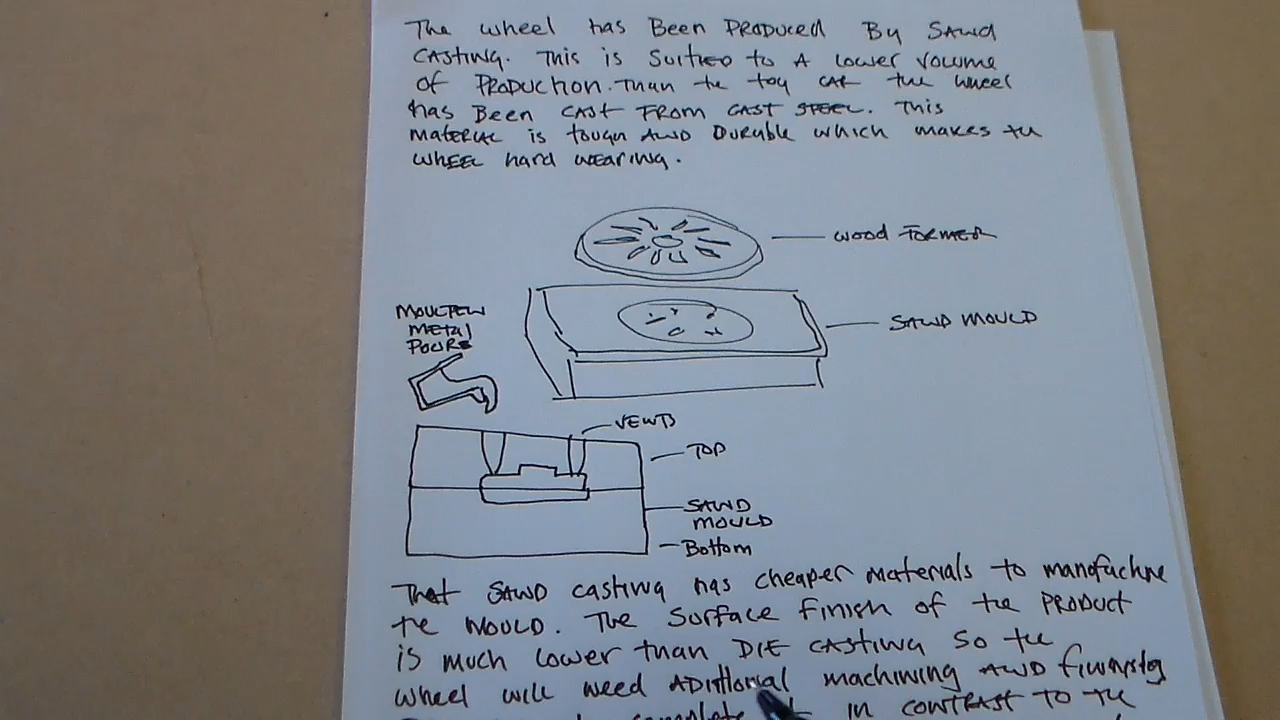 The wheel has Been PRODUCED By SAND
CASTING. This is Suited to A lower volume
of PRODUCTION. Than the toy CAR the wheel
has BEEN CAST FROM CAST STEEL. This
MATERIAL is tough AND DURABLE which makes the
WHEEL hard wearing.
wood FORMER
MOULTEN
METAL
POURS
SAND MOULD
VENTS
TOP
SAND
MOULD
Bottom
That SAND casting has cheaper materials to manufacture
the MOULD. The Surface finish of the PRODUCT
is much lower than DIE CASTING SO the
wheel will need ADITIONAL machining AND finishing
complete it in CONTRAST TO The